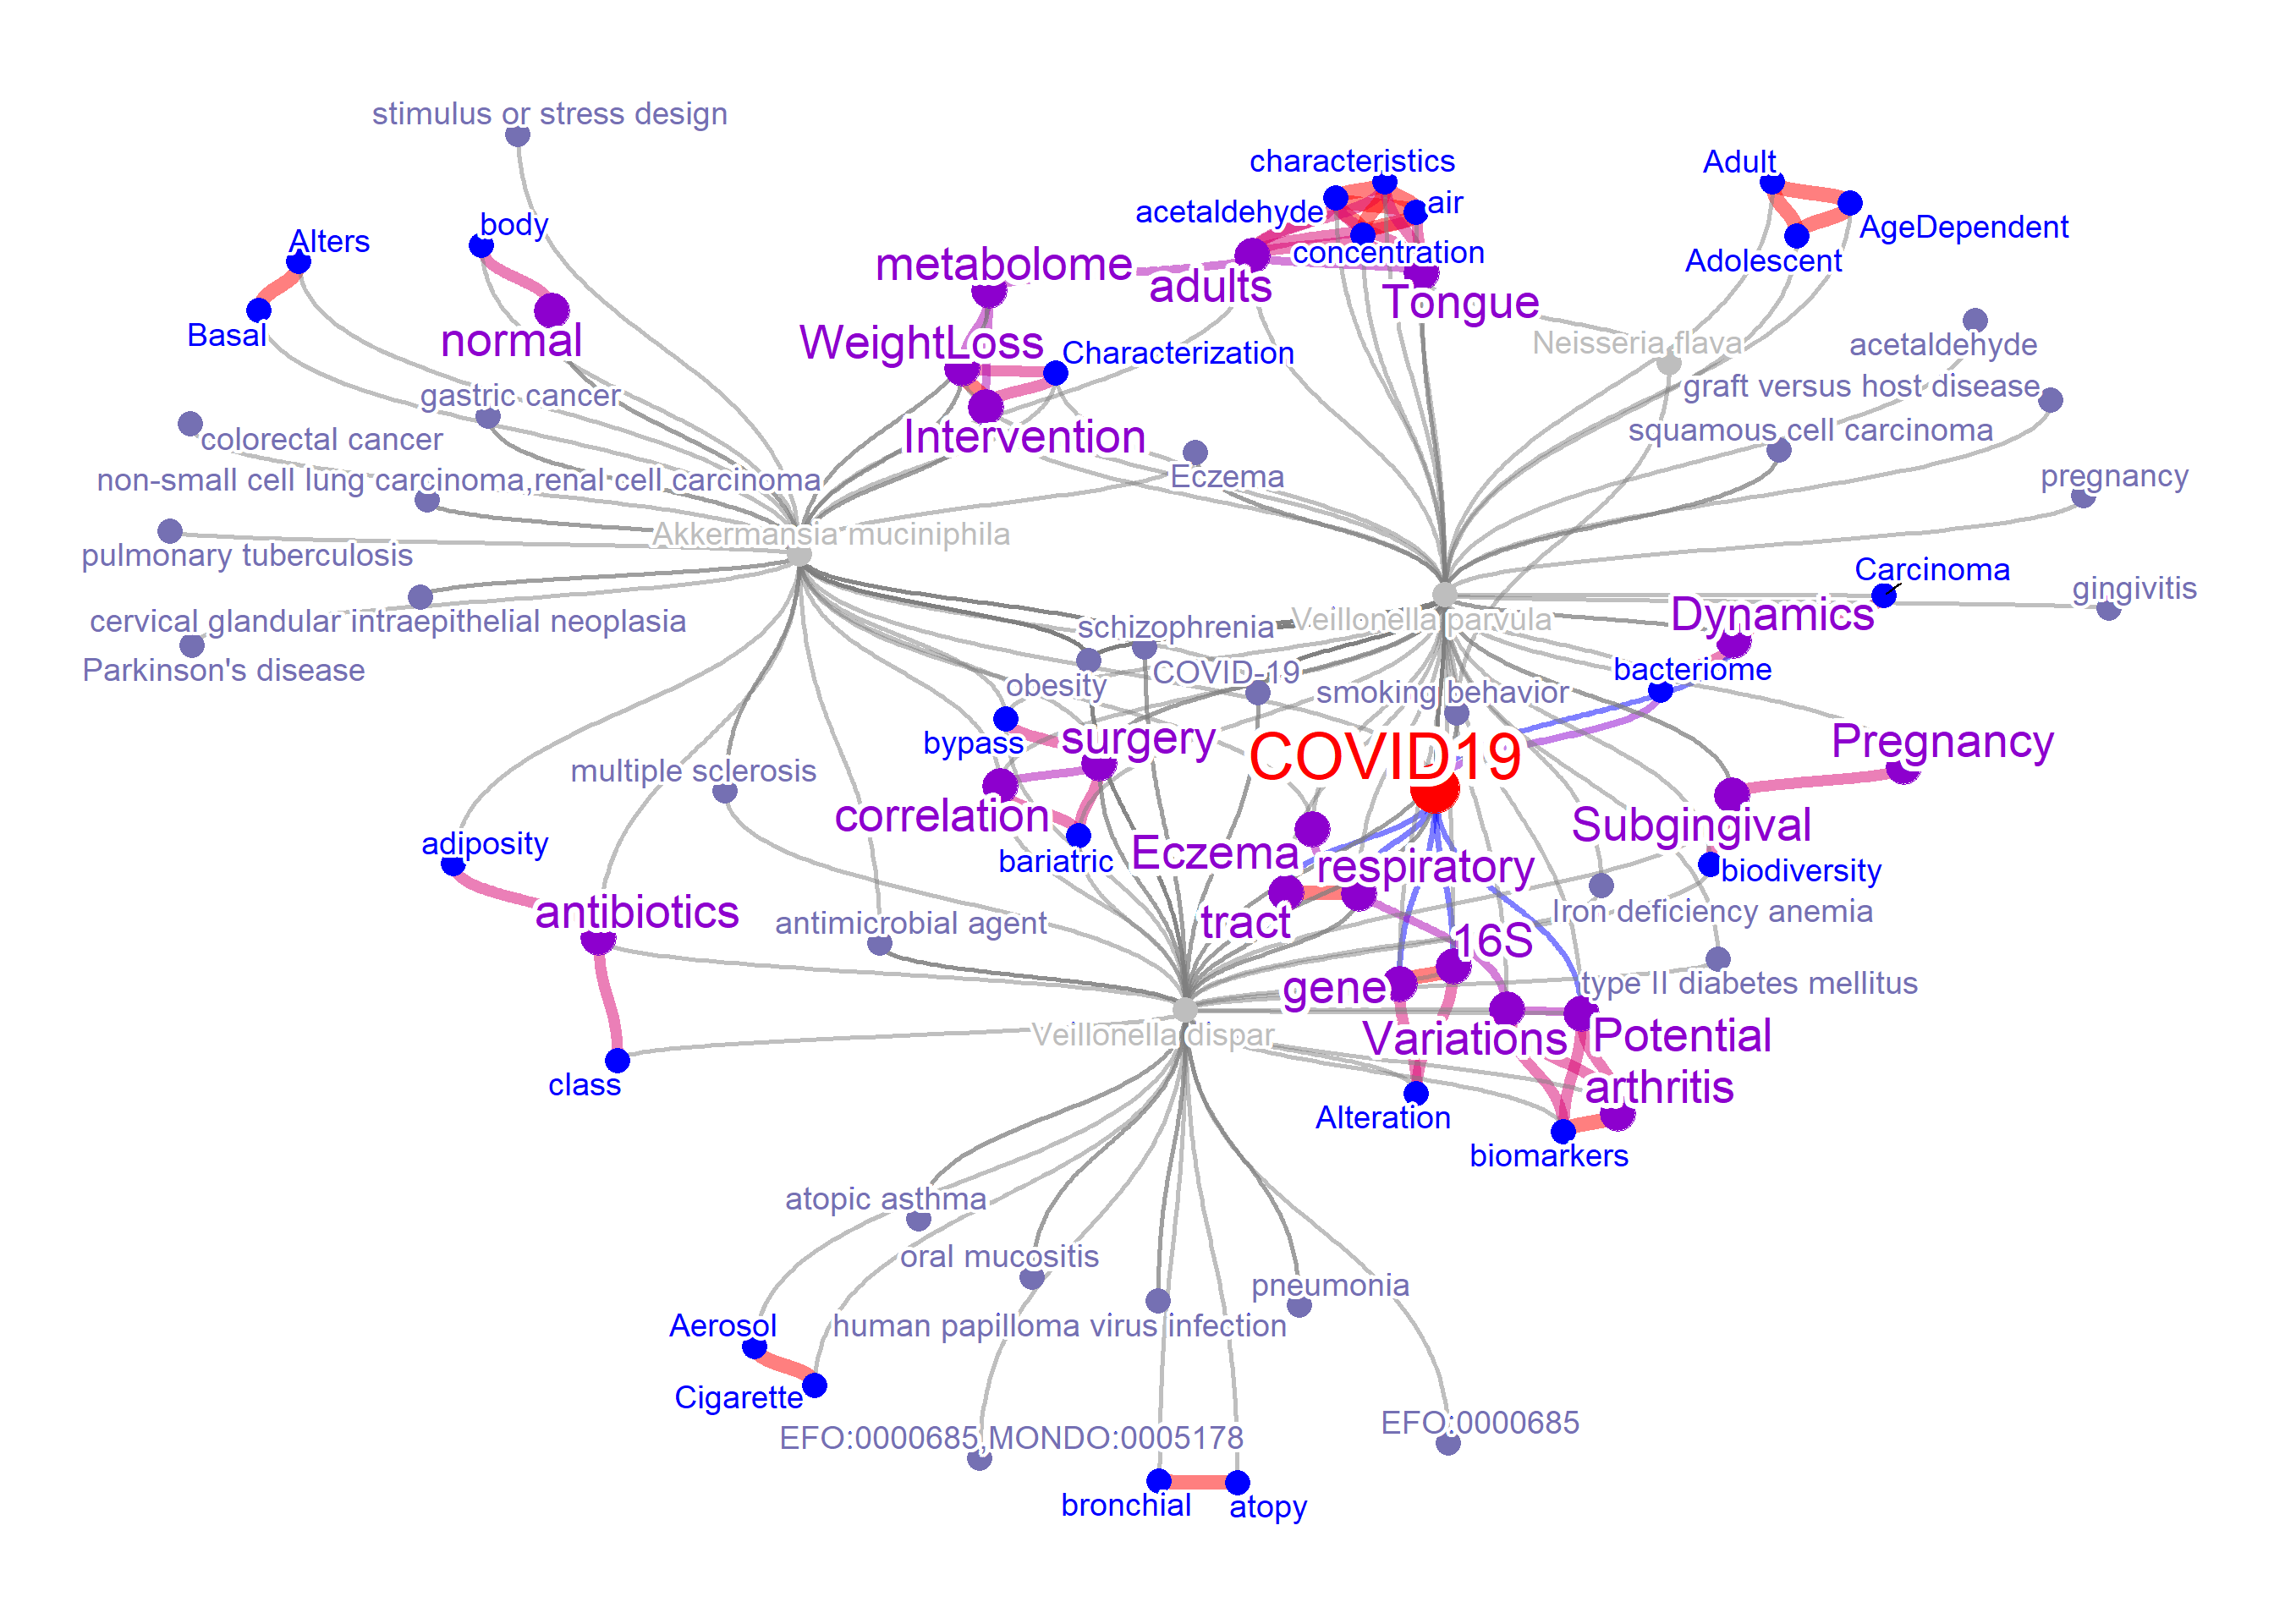 stimulus or stress design
characteristics
Adult
acetaldehyde
air
body
AgeDependent
Alters
concentration
Adolescent
metabolome
adults
Tongue
Basal
normal
WeightLoss
Characterization
Neisseria flava
acetaldehyde
gastric cancer
graft versus host disease
colorectal cancer
Intervention
squamous cell carcinoma
non-small cell lung carcinoma,renal cell carcinoma
Eczema
pregnancy
Akkermansia muciniphila
pulmonary tuberculosis
Carcinoma
gingivitis
cervical glandular intraepithelial neoplasia
schizophrenia
Veillonella parvula
Dynamics
Parkinson's disease
obesity
COVID-19
smoking behavior
bacteriome
bypass
surgery
COVID19
Pregnancy
multiple sclerosis
correlation
Subgingival
adiposity
bariatric
Eczema
respiratory
biodiversity
antibiotics
antimicrobial agent
tract
Iron deficiency anemia
16S
gene
type II diabetes mellitus
Veillonella dispar
Variations
Potential
class
arthritis
Alteration
biomarkers
atopic asthma
oral mucositis
pneumonia
Aerosol
human papilloma virus infection
Cigarette
EFO:0000685,MONDO:0005178
EFO:0000685
bronchial
atopy